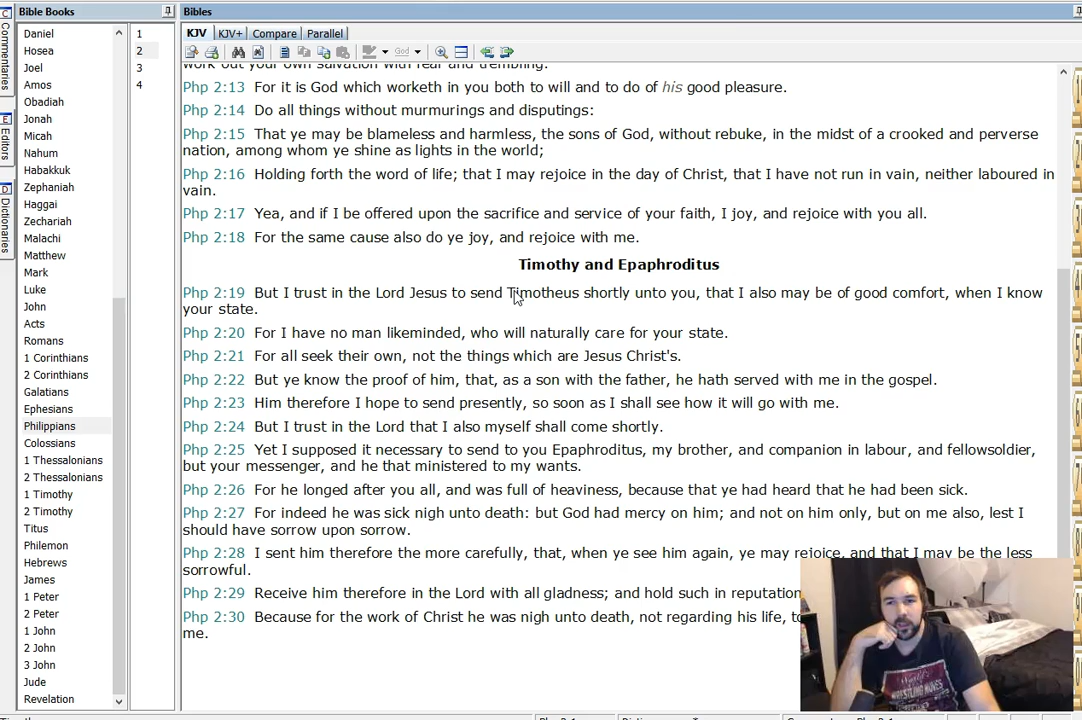 Bible Books
Bibles
Commentaries
Editors
Dictionaries
Daniel
Hosea
Joel
Amos
Obadiah
Jonah
Micah
Nahum
Habakkuk
Zephaniah
Haggai
Zechariah
Malachi
Matthew
Mark
Luke
John
Acts
Romans
1 Corinthians
2 Corinthians
Galatians
Ephesians
Philippians
Colossians
1 Thessalonians
2 Thessalonians
1 Timothy
2 Timothy
Titus
Philemon
Hebrews
James
1 Peter
2 Peter
1 John
2 John
3 John
Jude
Revelation
1
2
3
4
KJV KJV+ Compare Parallel
God
work out your own salvation with fear and trembling.
Php 2:13 For it is God which worketh in you both to will and to do of his good pleasure.
Php 2:14 Do all things without murmurings and disputings:
Php 2:15 That ye may be blameless and harmless, the sons of God, without rebuke, in the midst of a crooked and perverse
nation, among whom ye shine as lights in the world;
Php 2:16 Holding forth the word of life; that I may rejoice in the day of Christ, that I have not run in vain, neither laboured in
vain.
Php 2:17 Yea, and if I be offered upon the sacrifice and service of your faith, I joy, and rejoice with you all.
Php 2:18 For the same cause also do ye joy, and rejoice with me.
Timothy and Epaphroditus
Php 2:19 But I trust in the Lord Jesus to send Timotheus shortly unto you, that I also may be of good comfort, when I know
your state.
Php 2:20 For I have no man likeminded, who will naturally care for your state.
Php 2:21 For all seek their own, not the things which are Jesus Christ's.
Php 2:22 But ye know the proof of him, that, as a son with the father, he hath served with me in the gospel.
Php 2:23 Him therefore I hope to send presently, so soon as I shall see how it will go with me.
Php 2:24 But I trust in the Lord that I also myself shall come shortly.
Php 2:25 Yet I supposed it necessary to send to you Epaphroditus, my brother, and companion in labour, and fellowsoldier,
but your messenger, and he that ministered to my wants.
Php 2:26 For he longed after you all, and was full of heaviness, because that ye had heard that he had been sick.
Php 2:27 For indeed he was sick nigh unto death: but God had mercy on him; and not on him only, but on me also, lest I
should have sorrow upon sorrow.
Php 2:28 I sent him therefore the more carefully, that, when ye see him again, ye may rejoice, and that I may be the less
sorrowful.
Php 2:29 Receive him therefore in the Lord with all gladness; and hold such in reputation
Php 2:30 Because for the work of Christ he was nigh unto death, not regarding his life,
me.